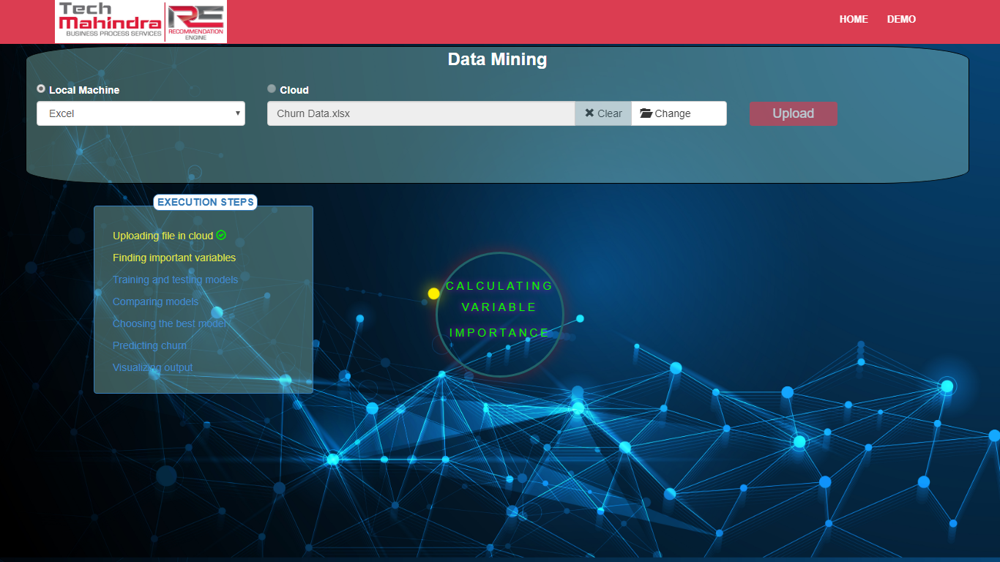 Tech
Mahindra
BUSINESS PROCESS SERVICES
RE
RECOMMENDATION
ENGINE
HOME DEMO
Data Mining
Local Machine Cloud
Excel Churn Data.xlsx Clear Change Upload
EXECUTION STEPS
Uploading file in cloud
Finding important variables
Training and testing models
Comparing models
Choosing the best model
Predicting churn
Visualizing output
CALCULATING
VARIABLE
IMPORTANCE